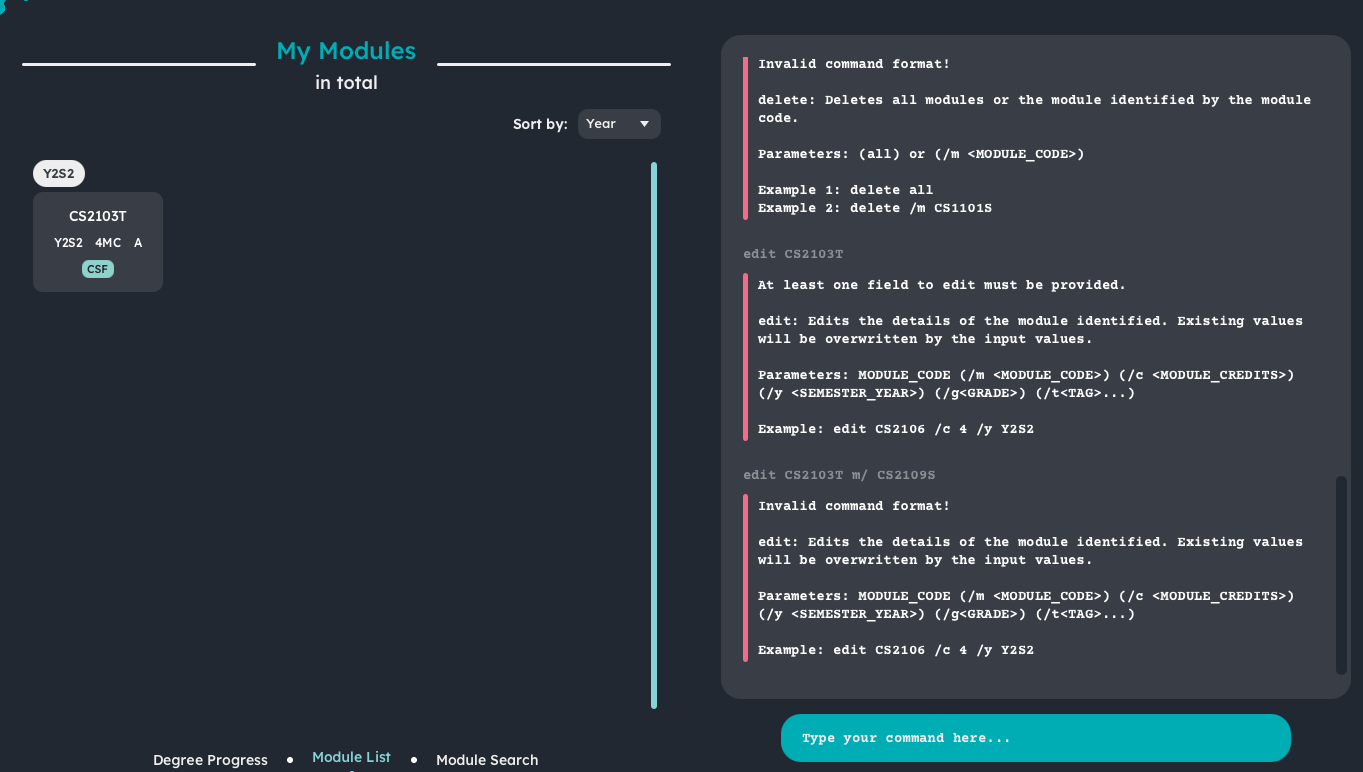 My Modules
in total
Sort by: Year
Y2S2
CS2103T
Y2S2 4MC A
CSF
Degree Progress
Module List
Module Search
Invalid command format!
delete: Deletes all modules or the module identified by the module
code.
Parameters: (all) or (/m <MODULE_CODE>)
Example 1: delete all
Example 2: delete /m CS1101S
edit CS2103T
At least one field to edit must be provided.
edit: Edits the details of the module identified. Existing values
will be overwritten by the input values.
Parameters: MODULE_CODE (/m <MODULE_CODE>) (/c <MODULE_CREDITS>)
(/y <SEMESTER_YEAR>) (/g<GRADE>) (/t<TAG>...)
Example: edit CS2106 /c 4 /y Y2S2
edit CS2103T m/ CS2109S
Invalid command format!
edit: Edits the details of the module identified. Existing values
will be overwritten by the input values.
Parameters: MODULE_CODE (/m <MODULE_CODE>) (/c <MODULE_CREDITS>)
(/y <SEMESTER_YEAR>) (/g<GRADE>) (/t<TAG>...)
Example: edit CS2106 /c 4 /y Y2S2
Type your command here...